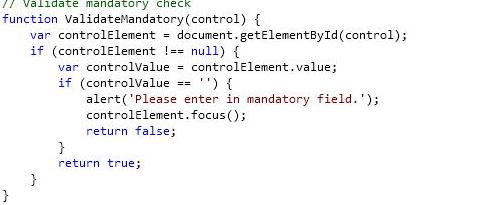 // Validate mandatory check
function ValidateMandatory(control) {
    var controlElement = document.getElementById(control);
    if (controlElement !== null) {
        var controlValue = controlElement.value;
        if (controlValue == '') {
            alert('Please enter in mandatory field.');
            controlElement.focus();
            return false;
        }
        return true;
    }
}